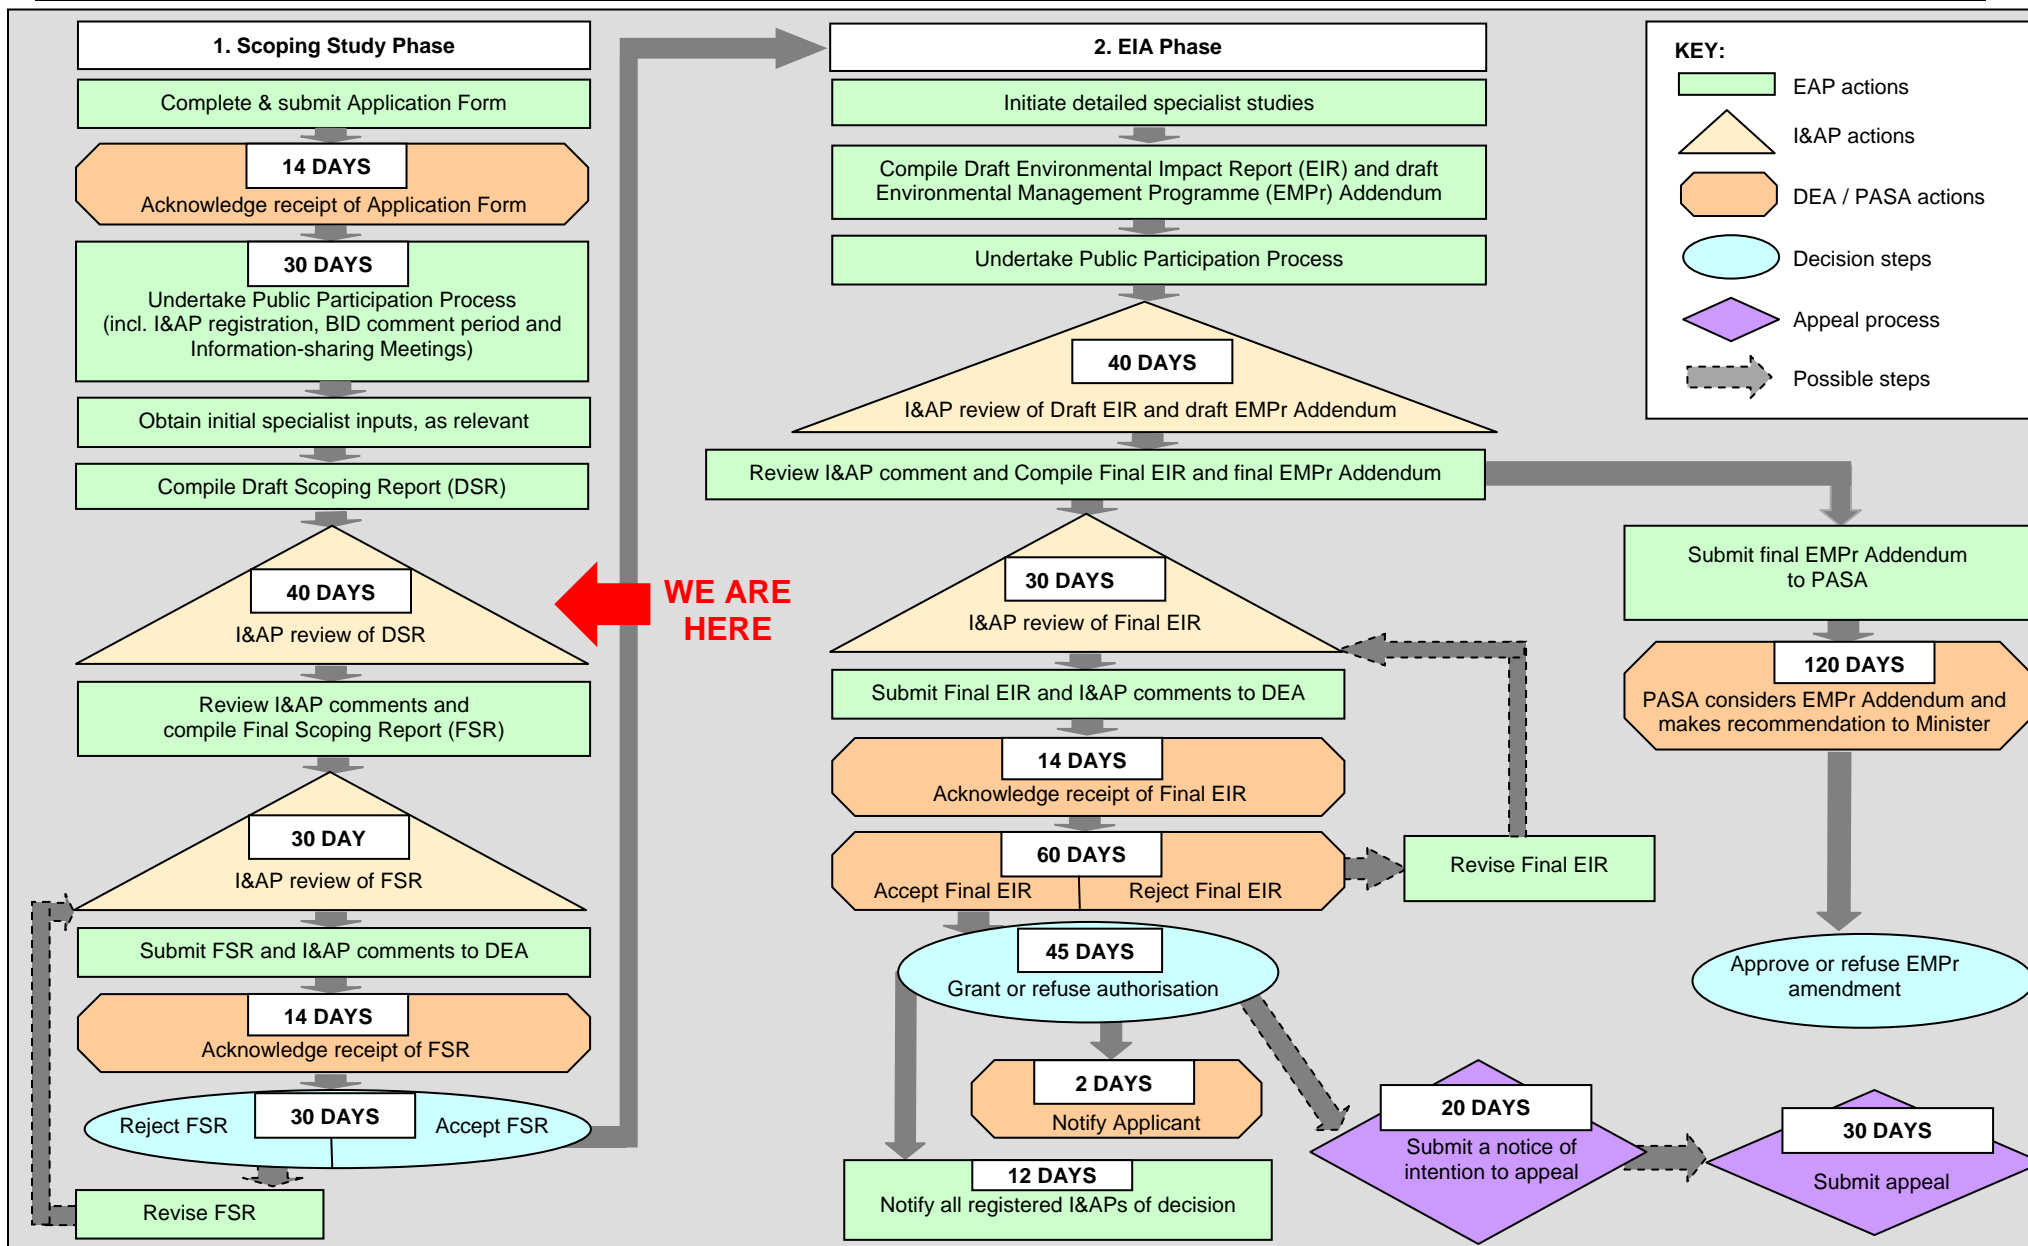 1. Scoping Study Phase
Complete & submit Application Form
14 DAYS
Acknowledge receipt of Application Form
30 DAYS
Undertake Public Participation Process
(incl. I&AP registration, BID comment period and
Information-sharing Meetings)
Obtain initial specialist inputs, as relevant
Compile Draft Scoping Report (DSR)
40 DAYS
I&AP review of DSR
WE ARE
HERE
Review I&AP comments and
compile Final Scoping Report (FSR)
30 DAY
I&AP review of FSR
Submit FSR and I&AP comments to DEA
14 DAYS
Acknowledge receipt of FSR
30 DAYS
Reject FSR
Accept FSR
Revise FSR
2. EIA Phase
Initiate detailed specialist studies
Compile Draft Environmental Impact Report (EIR) and draft
Environmental Management Programme (EMPr) Addendum
Undertake Public Participation Process
40 DAYS
I&AP review of Draft EIR and draft EMPr Addendum
Review I&AP comment and Compile Final EIR and final EMPr Addendum
30 DAYS
I&AP review of Final EIR
Submit Final EIR and I&AP comments to DEA
14 DAYS
Acknowledge receipt of Final EIR
60 DAYS
Accept Final EIR
Reject Final EIR
Revise Final EIR
45 DAYS
Grant or refuse authorisation
2 DAYS
Notify Applicant
12 DAYS
Notify all registered I&APs of decision
20 DAYS
Submit a notice of
intention to appeal
30 DAYS
Submit appeal
Submit final EMPr Addendum
to PASA
120 DAYS
PASA considers EMPr Addendum and
makes recommendation to Minister
Approve or refuse EMPr
amendment
KEY:
EAP actions
I&AP actions
DEA / PASA actions
Decision steps
Appeal process
Possible steps